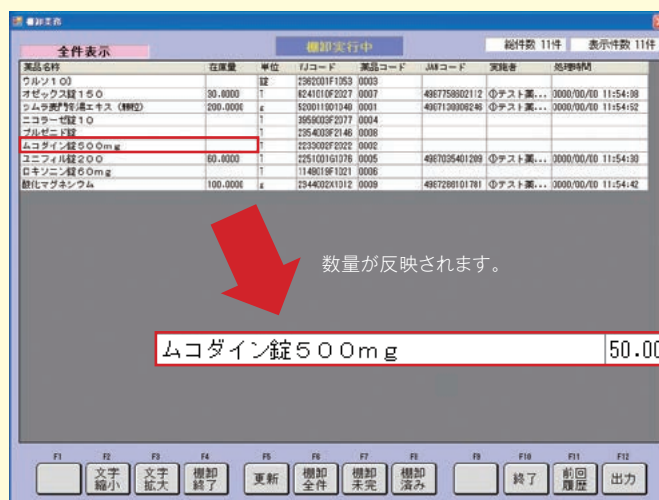 棚卸業務
全件表示 棚卸実行中 総件数 11件 表示件数 11件
薬品名称 在庫量 単位 YJコード 薬品コード JANコード 実施者 処理時間
ウルソ100 錠 2362001F1053 0003
オゼックス錠150 30.0000 T 6241010F2027 0007 4987758602112 ①テスト薬... 0000/00/00 11:54:08
ツムラ麦門冬湯エキス(顆粒) 200.0000 g 520011901040 0001 4987138006246 ①テスト薬... 0000/00/00 11:54:52
ニコラーゼ錠10 T 3959003F2077 0004
プルゼニド錠 T 2354003F2146 0008
ムコダイン錠500mg T 2233002F2022 0002
ユニフィル錠200 60.0000 T 2251001G1076 0005 4987035401209 ①テスト薬... 0000/00/00 11:54:30
ロキソニン錠60mg T 1149019F1021 0006
酸化マグネシウム 100.0000 g 2344002X1012 0009 4987286101781 ①テスト薬... 0000/00/00 11:54:42
数量が反映されます。
ムコダイン錠500mg 50.00
F1 F2 F3 F4 F5 F6 F7 F8 F9 F10 F11 F12
文字 文字 棚卸 更新 棚卸 棚卸 棚卸 終了 前回 出力
縮小 拡大 終了 全件 未完 済み 履歴